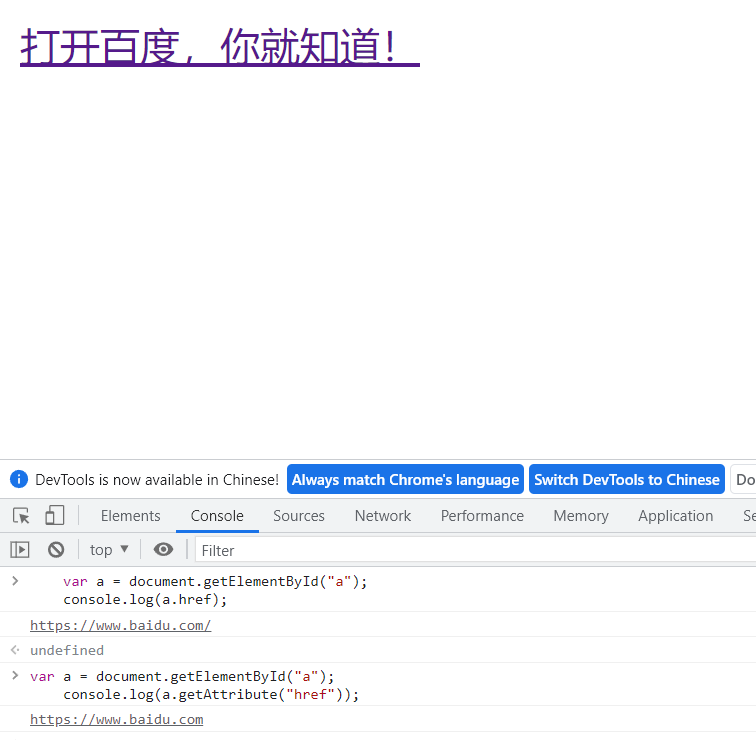 打开百度，你就知道！
DevTools is now available in Chinese! Always match Chrome's language Switch DevTools to Chinese Do
Elements Console Sources Network Performance Memory Application Se
top Filter
var a = document.getElementById("a");
console.log(a.href);
https://www.baidu.com/
undefined
var a = document.getElementById("a");
console.log(a.getAttribute("href"));
https://www.baidu.com